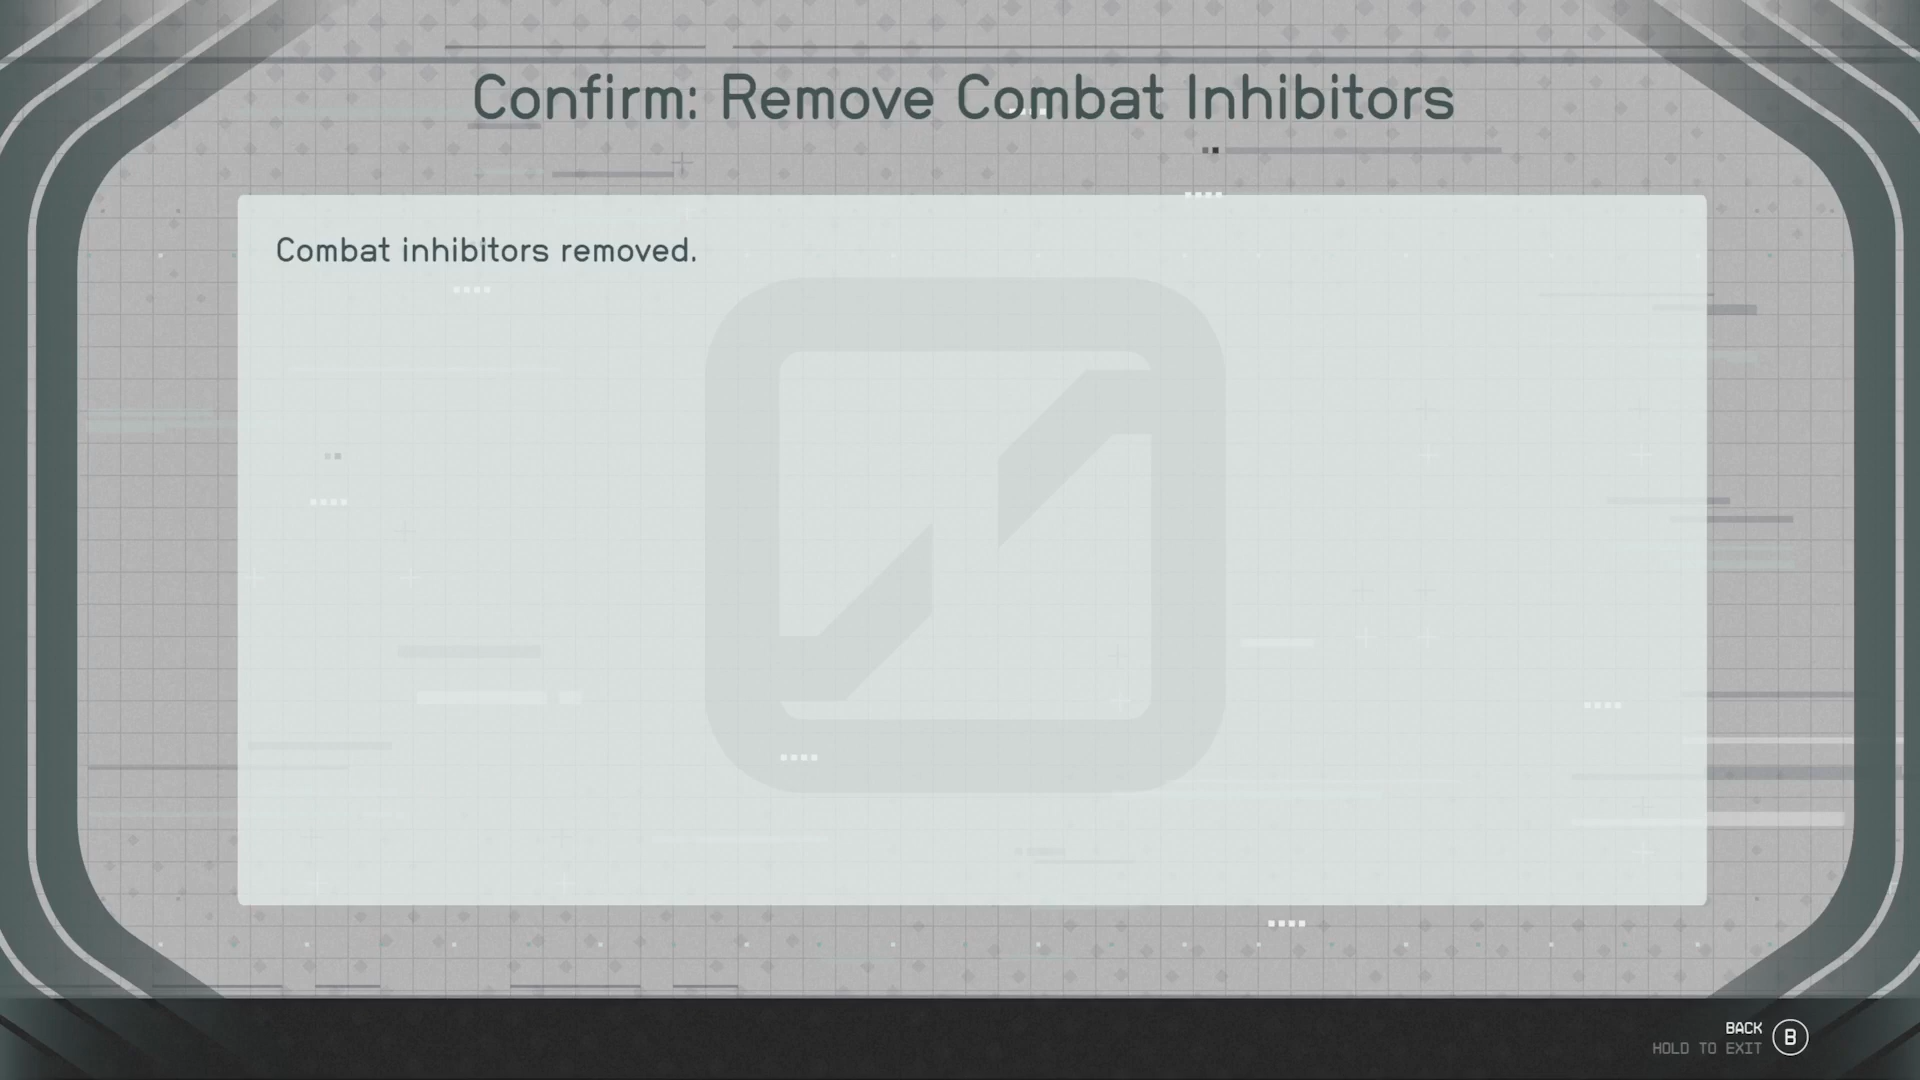 Confirm: Remove Combat Inhibitors
Combat inhibitors removed.
BACK
HOLD TO EXIT
B